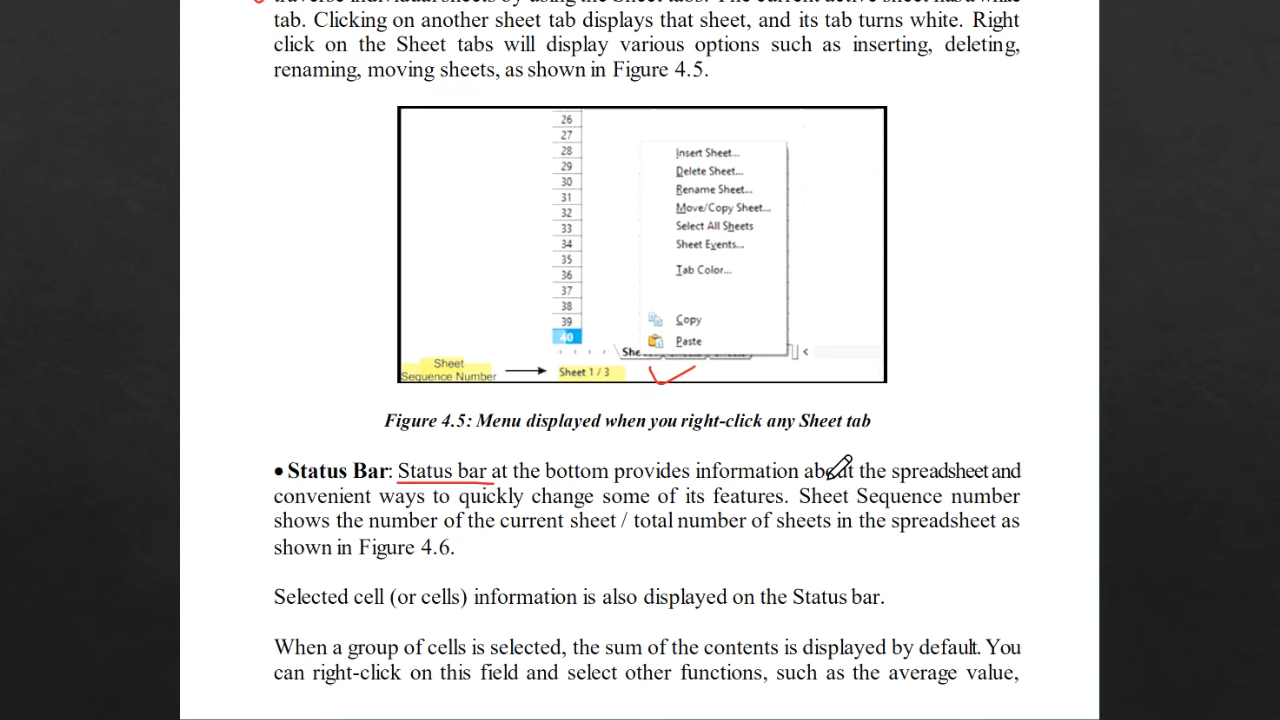 tab. Clicking on another sheet tab displays that sheet, and its tab turns white. Right
click on the Sheet tabs will display various options such as inserting, deleting,
renaming, moving sheets, as shown in Figure 4.5.
26
27
28
29
30
31
32
33
34
35
36
37
38
39
40
Insert Sheet...
Delete Sheet...
Rename Sheet...
Move/Copy Sheet...
Select All Sheets
Sheet Events...
Tab Color...
Copy
Paste
Sheet
Sequence Number
Sheet 1 / 3
Figure 4.5: Menu displayed when you right-click any Sheet tab
• Status Bar: Status bar at the bottom provides information about the spreadsheet and
convenient ways to quickly change some of its features. Sheet Sequence number
shows the number of the current sheet / total number of sheets in the spreadsheet as
shown in Figure 4.6.
Selected cell (or cells) information is also displayed on the Status bar.
When a group of cells is selected, the sum of the contents is displayed by default. You
can right-click on this field and select other functions, such as the average value,